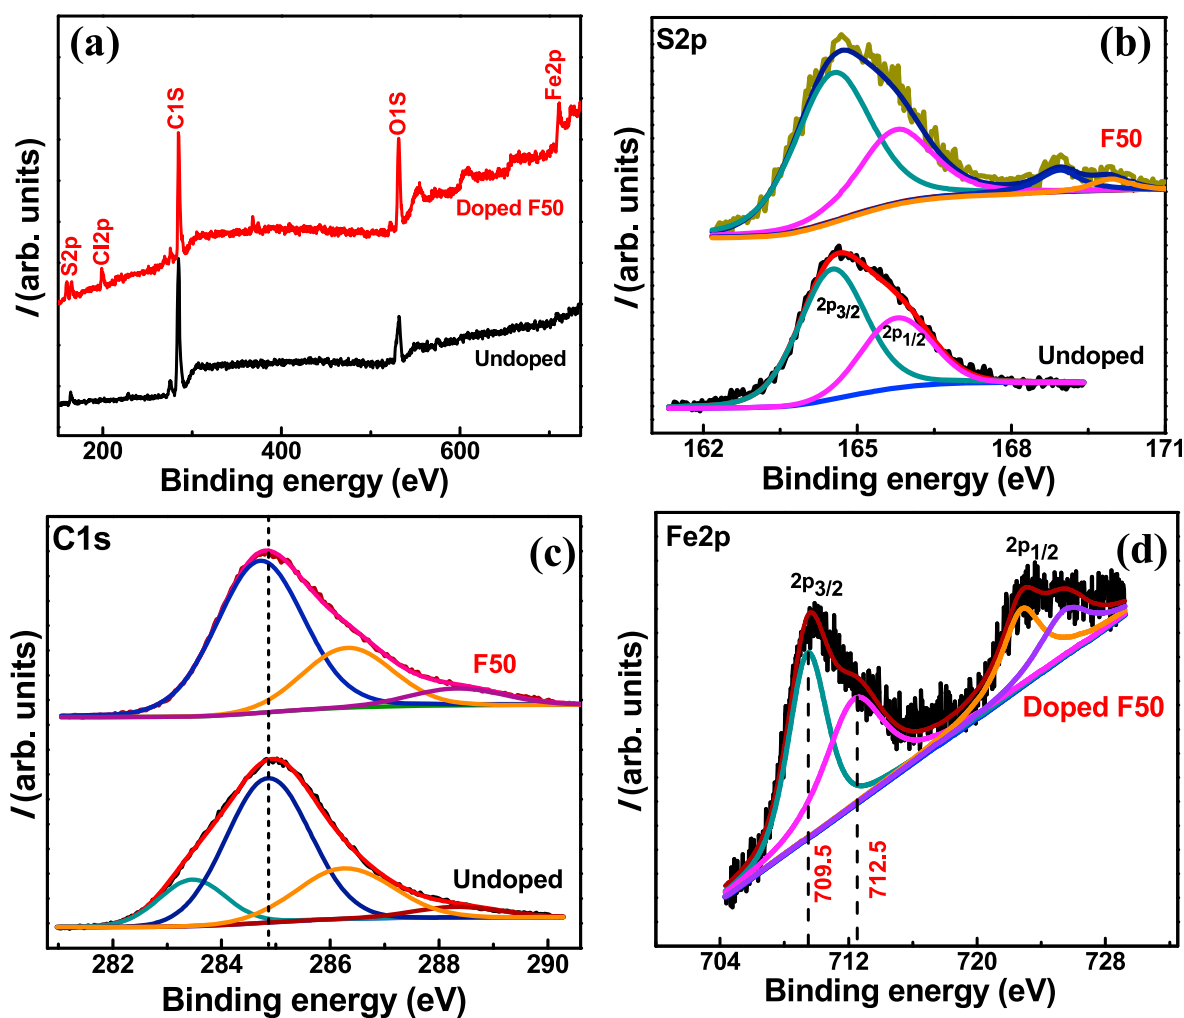 (a)
Fe2p
C1S
O1S
Doped F50
S2p
Cl2p
Undoped
I (arb. units)
200 400 600
Binding energy (eV)
S2p
(b)
F50
2p3/2
2p1/2
Undoped
I (arb. units)
162 165 168 171
Binding energy (eV)
C1s
(c)
F50
Undoped
I (arb. units)
282 284 286 288 290
Binding energy (eV)
Fe2p
2p1/2
(d)
2p3/2
Doped F50
709.5
712.5
I (arb. units)
704 712 720 728
Binding energy (eV)